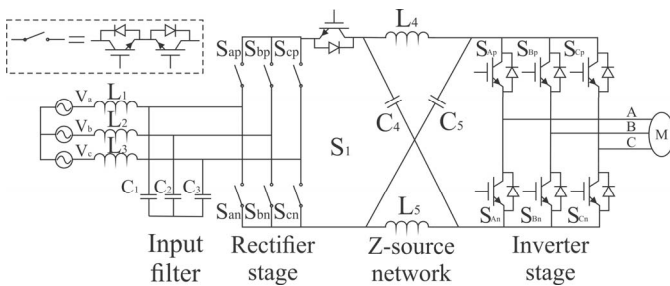 Sap Sbp Scp
L4
SAp SBp SCp
Va L1
Vb L2
Vc L3
C4 C5
S1
A
B
C
M
C1 C2 C3
San Sbn Scn
L5
SAn SBn SCn
Input filter
Rectifier stage
Z-source network
Inverter stage